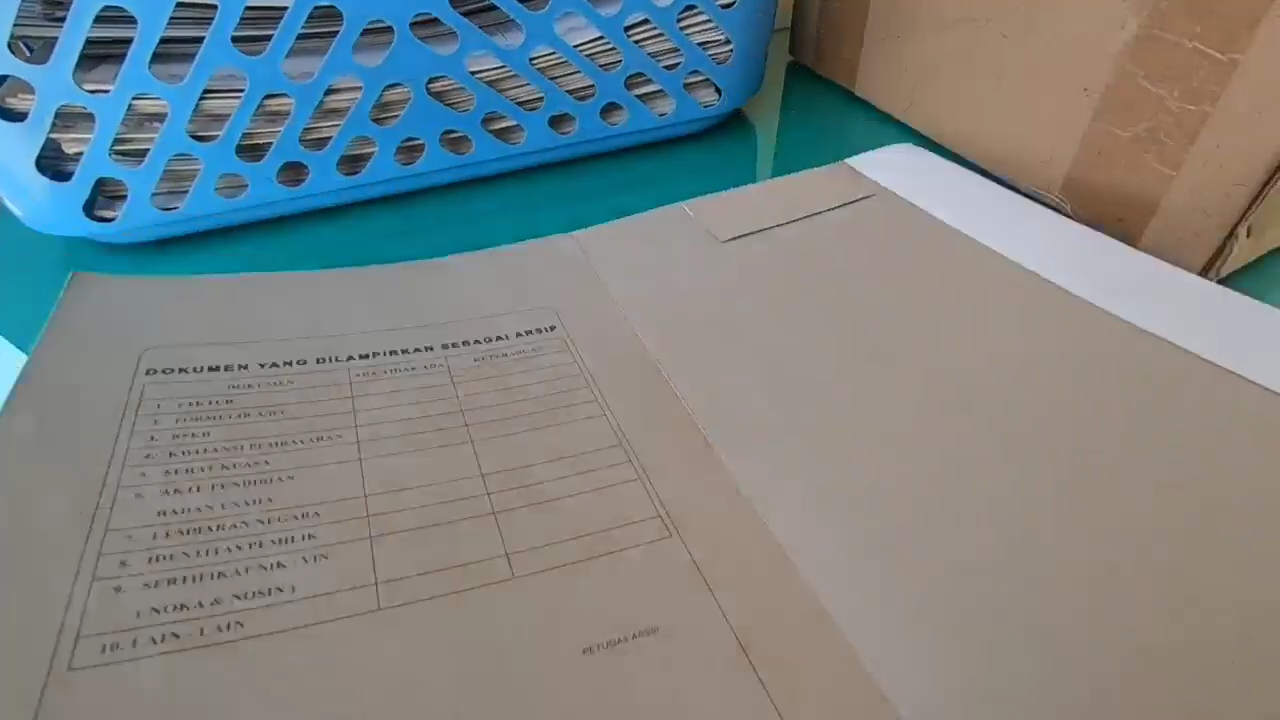 DOKUMEN YANG DILAMPIRKAN SEBAGAI ARSIP
DOKUMEN ADA TIDAK ADA KETERANGAN
1. FAKTUR
2. FORMULIR
3. BPKB
4. KWITANSI PEMBAYARAN
5. SURAT KUASA
6. AKTE PENDIRIAN
BADAN USAHA
7. LEMBARAN NEGARA
8. IDENTITAS PEMILIK
9. SERTIFIKAT NIK / VIN
( NOKA & NOSIN )
10. LAIN - LAIN
PETUGAS ARSIP